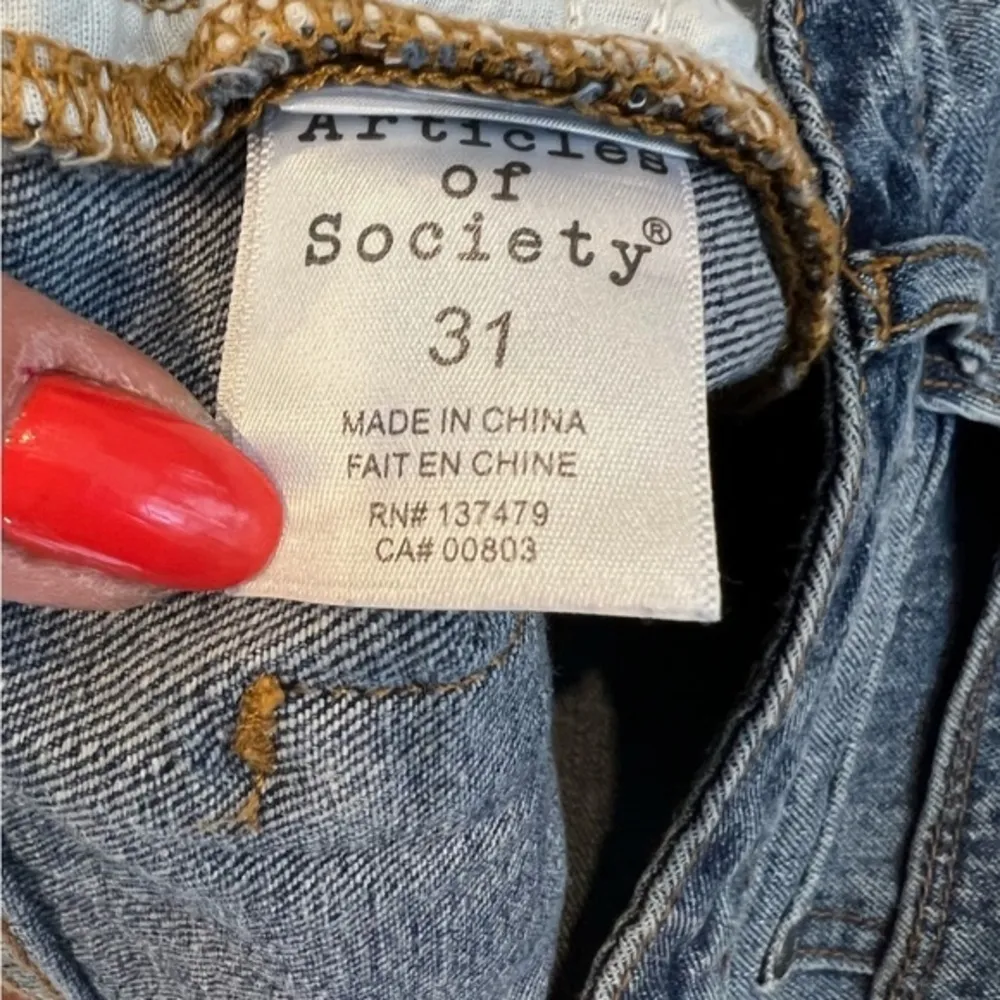 Articles
of
Society®
31
MADE IN CHINA
FAIT EN CHINE
RN# 137479
CA# 00803